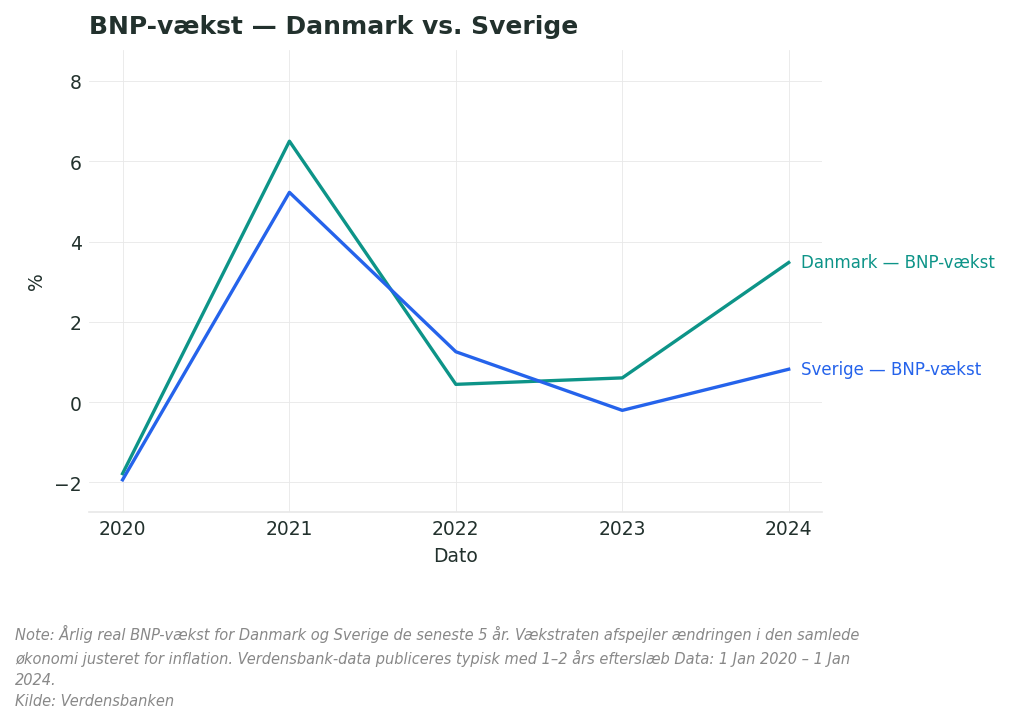 BNP-vækst — Danmark vs. Sverige
8
6
4
2
0
−2
%
2020 2021 2022 2023 2024
Dato
Danmark — BNP-vækst
Sverige — BNP-vækst
Note: Årlig real BNP-vækst for Danmark og Sverige de seneste 5 år. Vækstraten afspejler ændringen i den samlede
økonomi justeret for inflation. Verdensbank-data publiceres typisk med 1–2 års efterslæb Data: 1 Jan 2020 – 1 Jan
2024.
Kilde: Verdensbanken